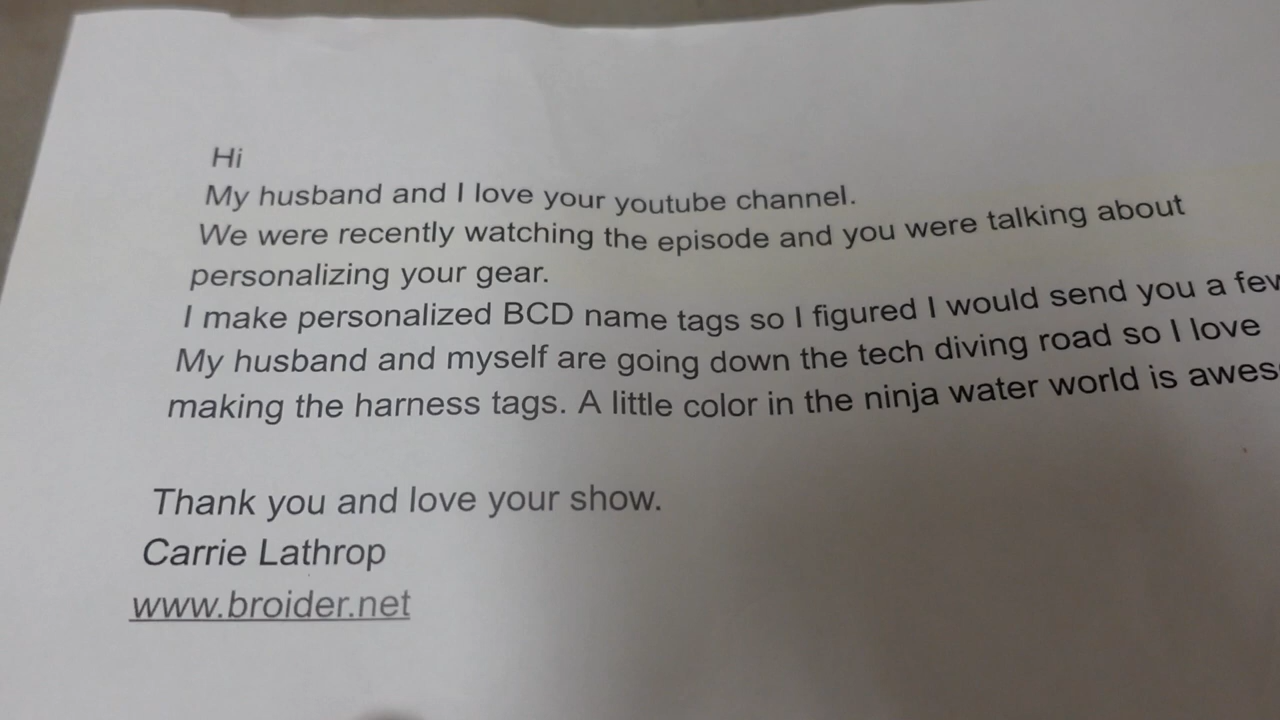 Hi
My husband and I love your youtube channel.
We were recently watching the episode and you were talking about
personalizing your gear.
I make personalized BCD name tags so I figured I would send you a few
My husband and myself are going down the tech diving road so I love
making the harness tags. A little color in the ninja water world is
Thank you and love your show.
Carrie Lathrop
www.broider.net